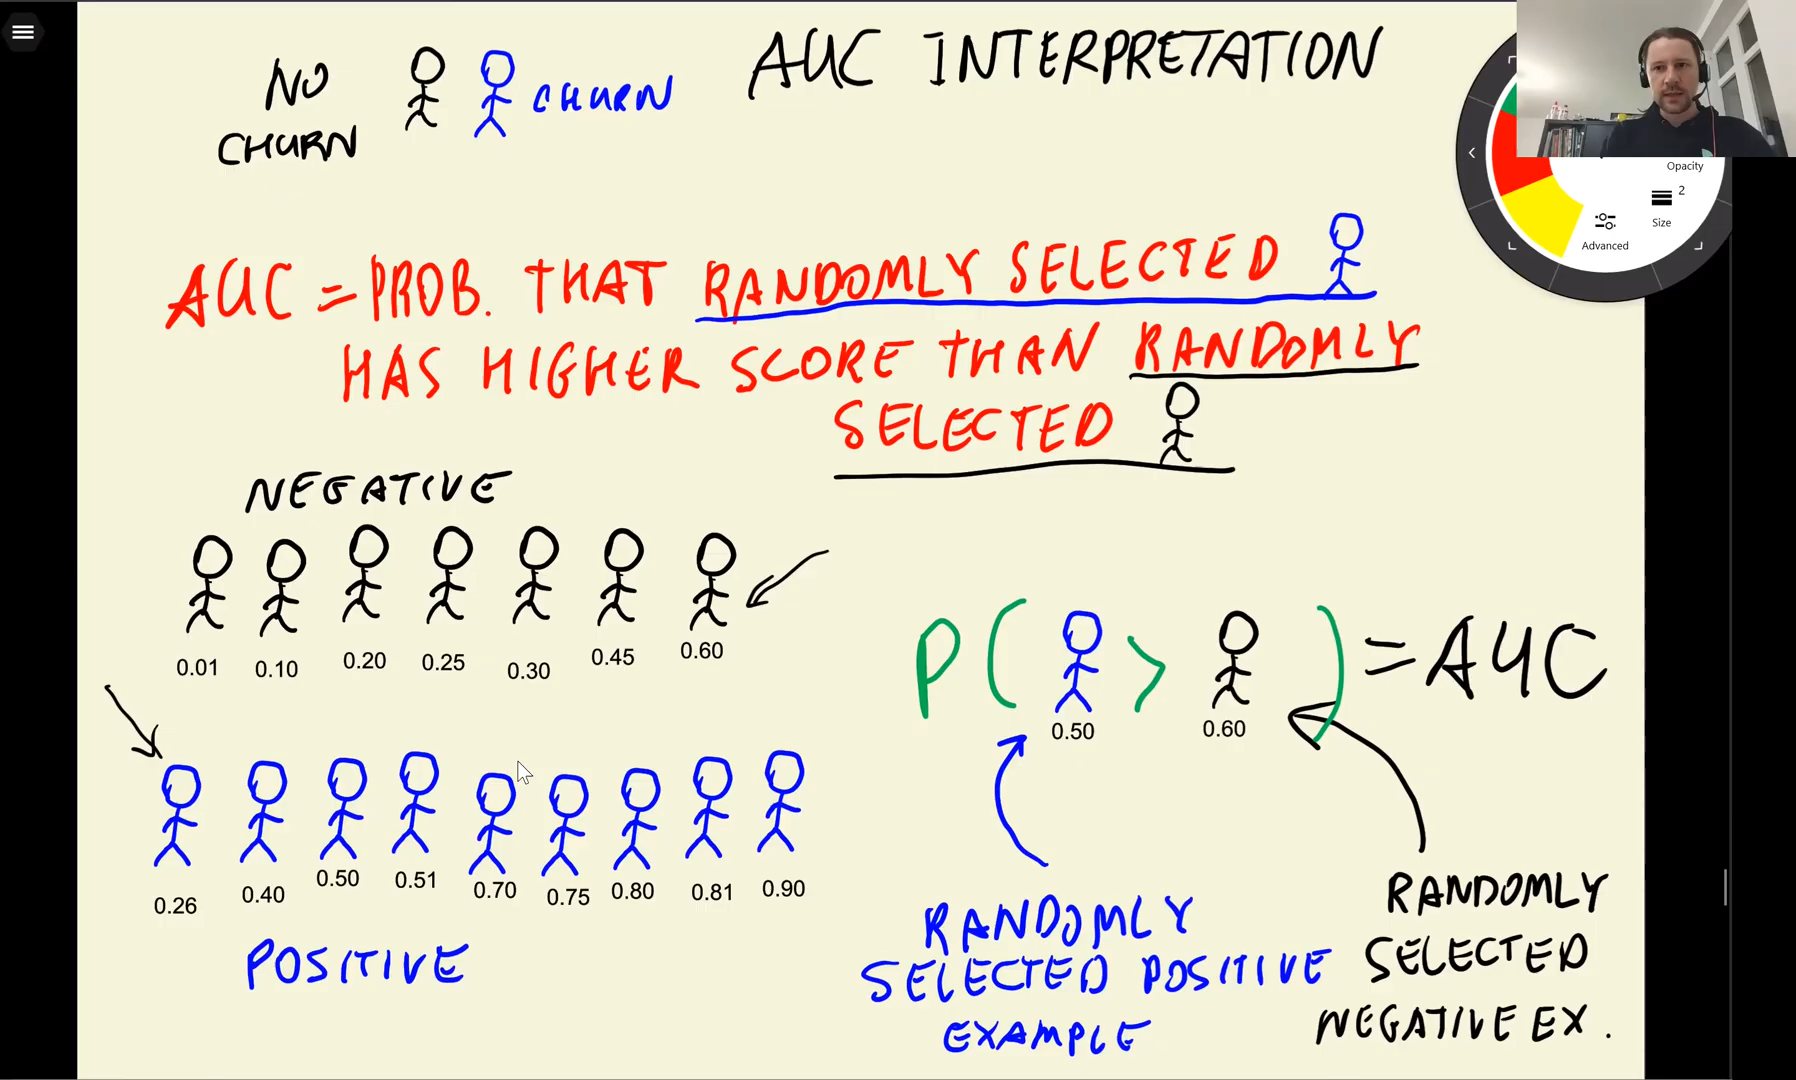 AUC INTERPRETATION
NO
CHURN
CHURN
Opacity
2
Size
Advanced
AUC = PROB. THAT RANDOMLY SELECTED
HAS HIGHER SCORE THAN RANDOMLY
SELECTED
NEGATIVE
0.01 0.10 0.20 0.25 0.30 0.45 0.60
P( > ) = AUC
0.50 0.60
0.26 0.40 0.50 0.51 0.70 0.75 0.80 0.81 0.90
POSITIVE
RANDOMLY
SELECTED POSITIVE
EXAMPLE
RANDOMLY
SELECTED
NEGATIVE EX.